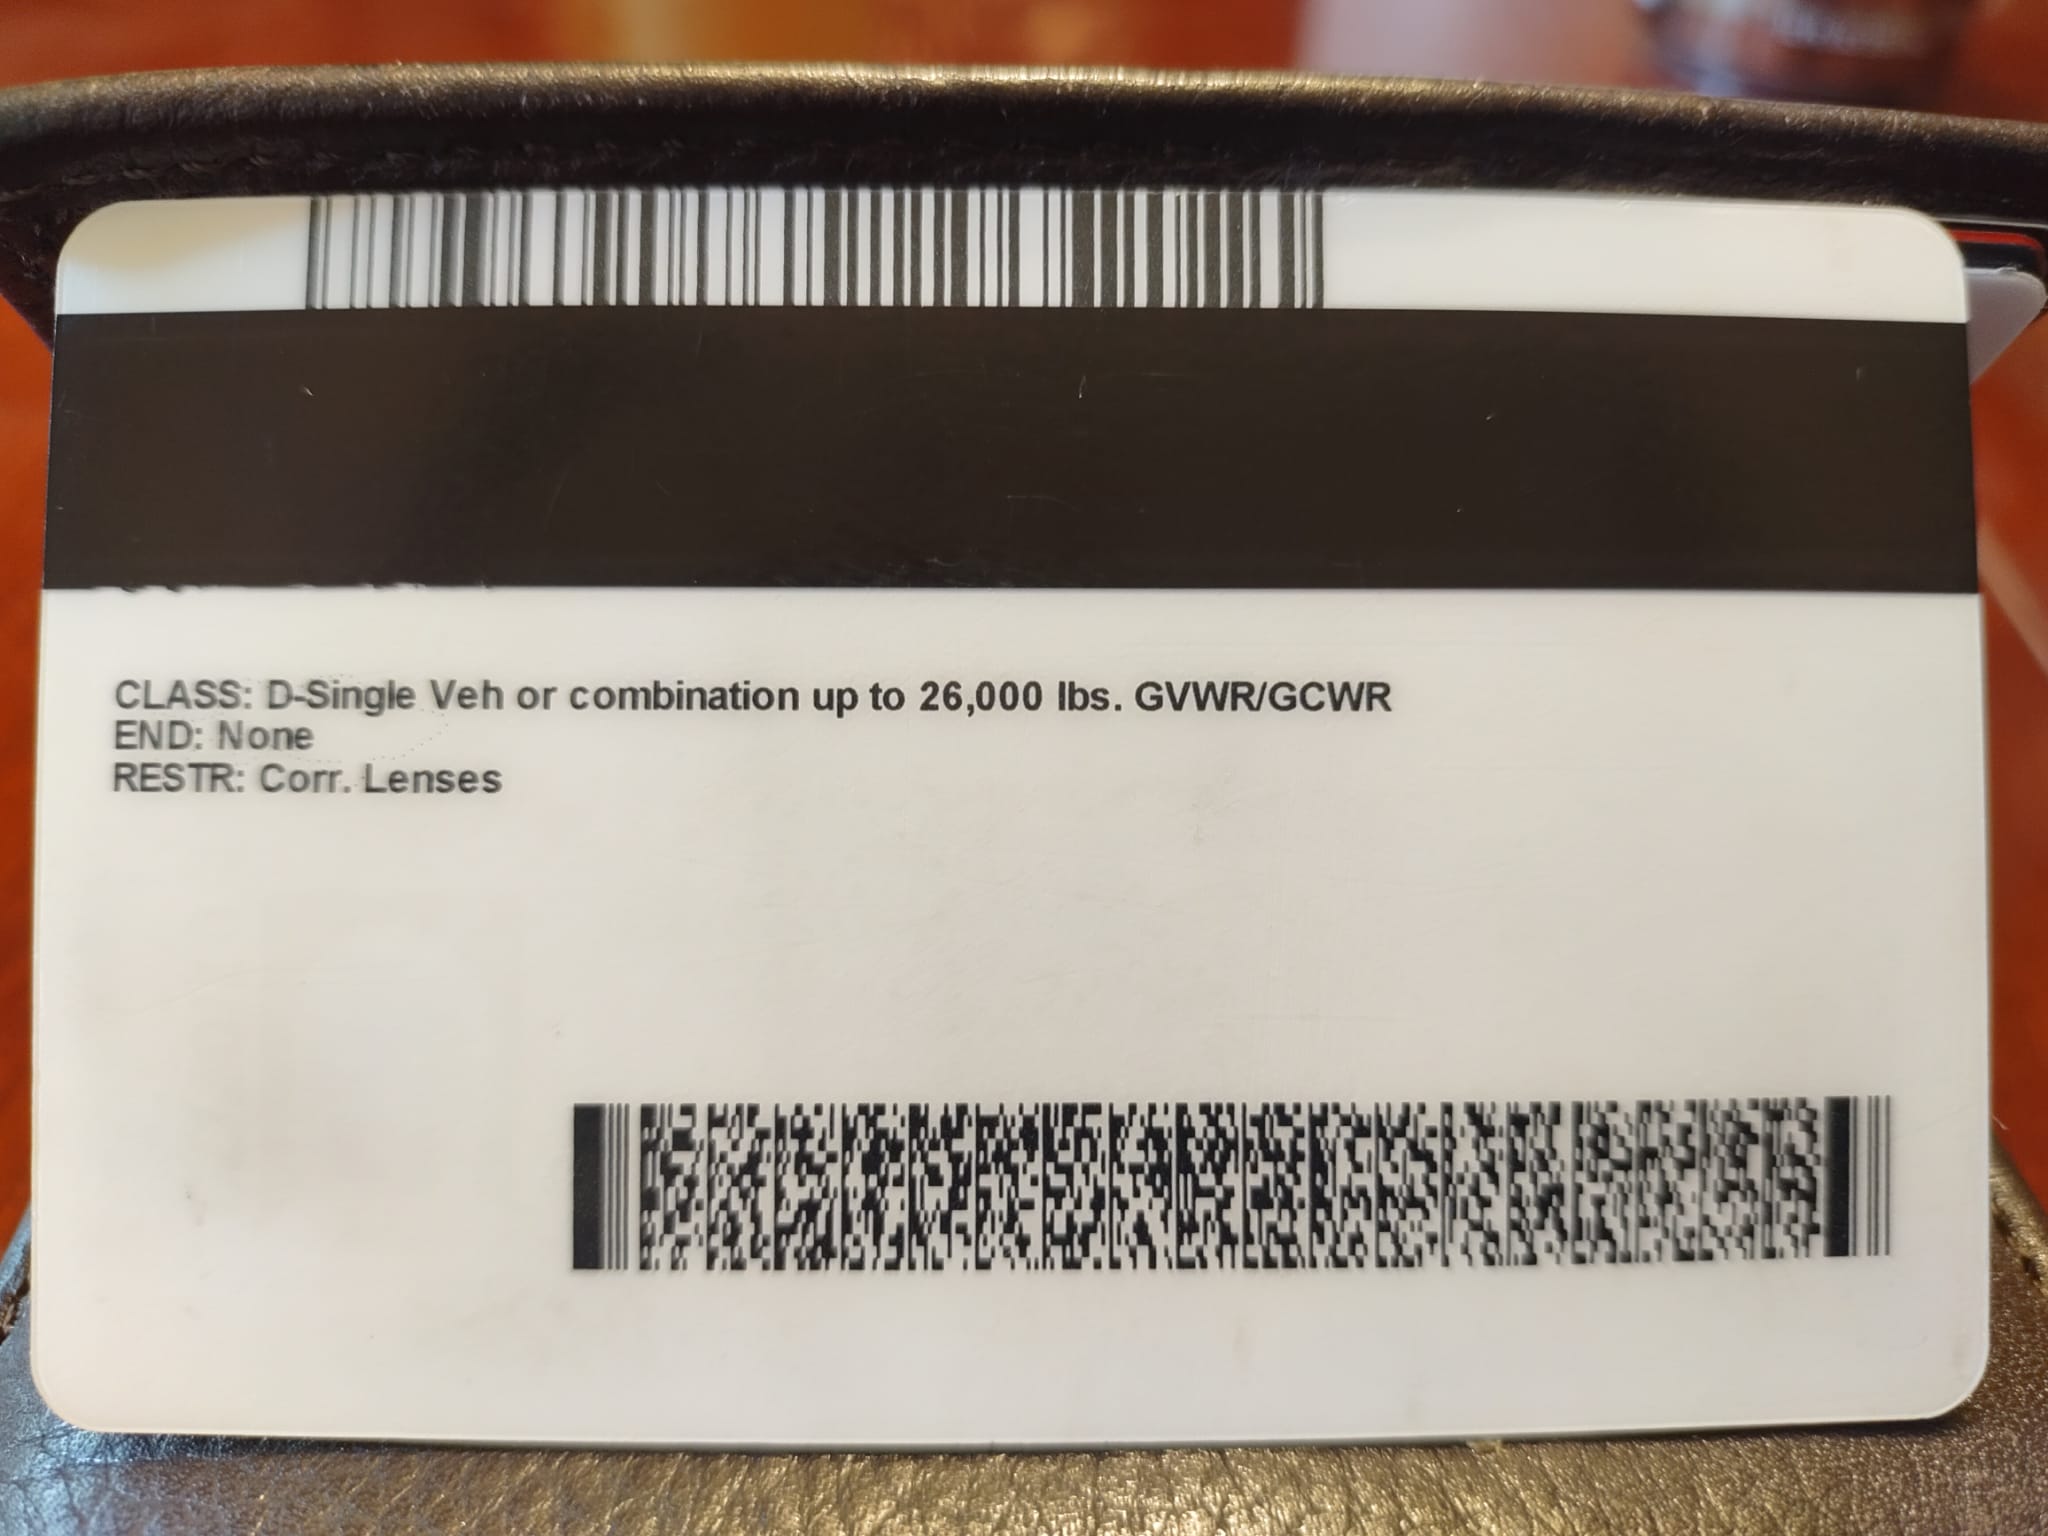 CLASS: D-Single Veh or combination up to 26,000 lbs. GVWR/GCWR
END: None
RESTR: Corr. Lenses